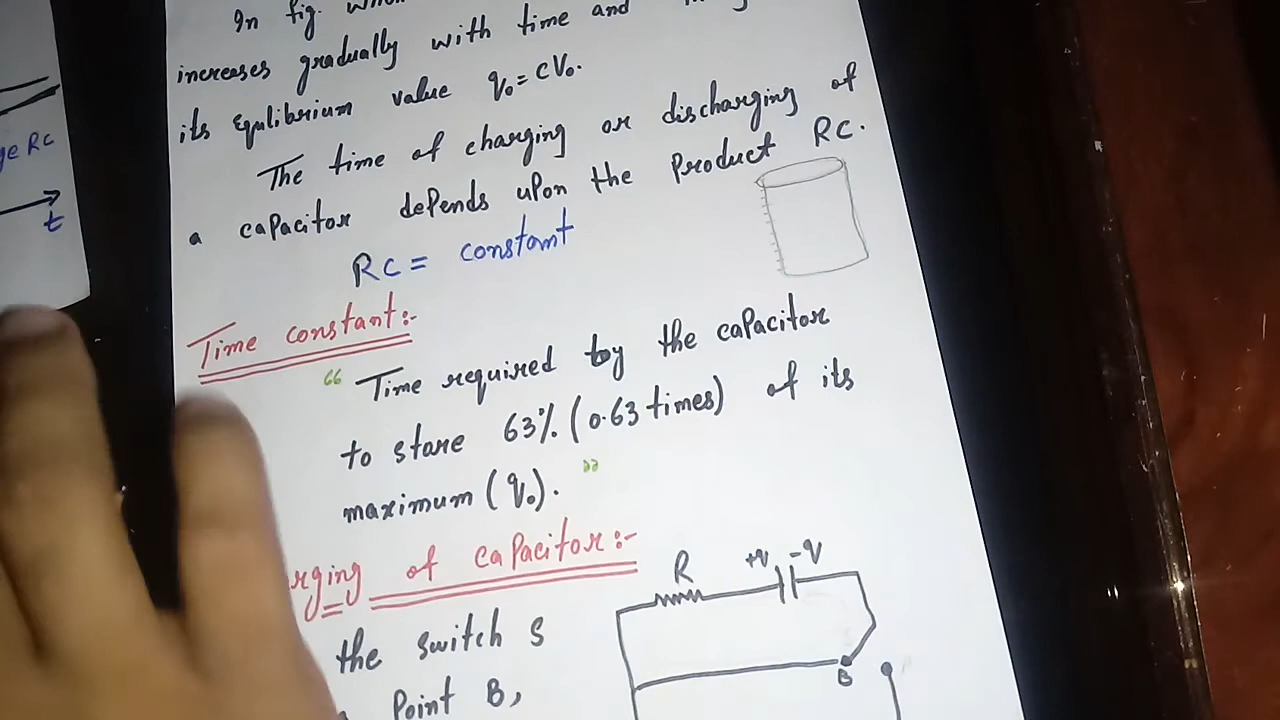 In fig.
increases gradually with time and
its equilibrium value q₀ = cV₀.
The time of charging or discharging of
a capacitor depends upon the product RC.
RC = constant
Time constant:-
“ Time required by the capacitor
to store 63% (0.63 times) of its
maximum (q₀). ”
rging of capacitor:-
the switch S
Point B,
R +q -q
B
ge RC
t